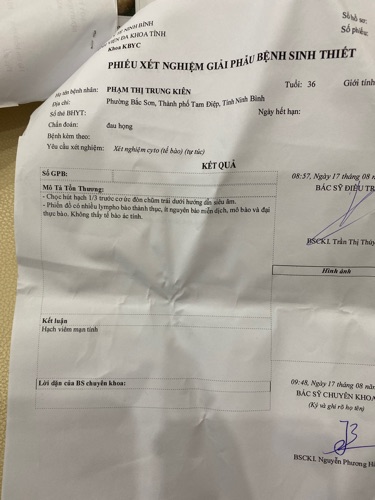 Ế NINH BÌNH
VIỆN ĐA KHOA TỈNH
Khoa KBYC
Số hồ sơ:
Số phiếu:
PHIẾU XÉT NGHIỆM GIẢI PHẪU BỆNH SINH THIẾT
Họ tên bệnh nhân: PHẠM THỊ TRUNG KIÊN Tuổi: 36 Giới tính
Địa chỉ: Phường Bắc Sơn, Thành phố Tam Điệp, Tỉnh Ninh Bình
Số thẻ BHYT: Ngày hết hạn:
Chẩn đoán: đau họng
Bệnh kèm theo:
Yêu cầu xét nghiệm: Xét nghiệm cyto (tế bào) (tự túc)
KẾT QUẢ
Số GPB:
08:57, Ngày 17 tháng 08 n
BÁC SỸ ĐIỀU TR
Mô Tả Tổn Thương:
- Chọc hút hạch 1/3 trước cơ ức đòn chũm trái dưới hướng dẫn siêu âm.
- Phiến đồ có nhiều lympho bào thành thục, ít nguyên bào miễn dịch, mô bào và đại
thực bào. Không thấy tế bào ác tính.
BSCKI. Trần Thị Thủy
Hình ảnh
Kết luận
Hạch viêm mạn tính
Lời dặn của BS chuyên khoa:
09:48, Ngày 17 tháng 08 n
BÁC SỸ CHUYÊN KHOA
(Ký và ghi rõ họ tên)
BSCKI. Nguyễn Phương H